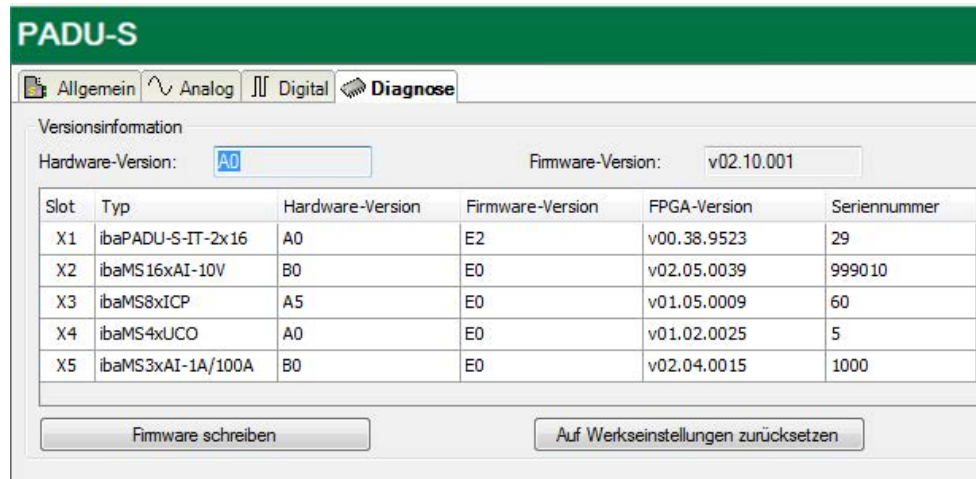 PADU-S
Allgemein Analog Digital Diagnose
Versionsinformation
Hardware-Version: A0 Firmware-Version: v02.10.001
Slot Typ Hardware-Version Firmware-Version FPGA-Version Seriennummer
X1 ibaPADU-S-IT-2x16 A0 E2 v00.38.9523 29
X2 ibaMS16xAI-10V B0 E0 v02.05.0039 999010
X3 ibaMS8xICP A5 E0 v01.05.0009 60
X4 ibaMS4xUCO A0 E0 v01.02.0025 5
X5 ibaMS3xAI-1A/100A B0 E0 v02.04.0015 1000
Firmware schreiben Auf Werkseinstellungen zurücksetzen